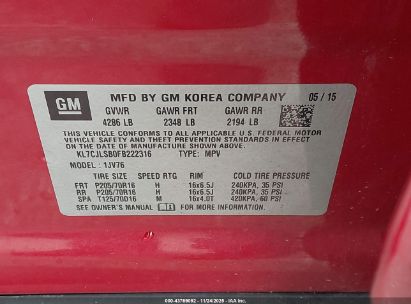 GM
MFD BY GM KOREA COMPANY 05 / 15
GVWR GAWR FRT GAWR RR
4286 LB 2348 LB 2194 LB
THIS VEHICLE CONFORMS TO ALL APPLICABLE U.S. FEDERAL MOTOR
VEHICLE SAFETY AND THEFT PREVENTION STANDARDS IN EFFECT
ON THE DATE OF MANUFACTURE SHOWN ABOVE.
KL7CJLSB0FB222316 TYPE: MPV
MODEL: 1JV76
TIRE SIZE SPEED RTG RIM COLD TIRE PRESSURE
FRT P205/70R16 H 16x6.5J 240KPA, 35 PSI
RR P205/70R16 H 16x6.5J 240KPA, 35 PSI
SPA T125/70D16 M 16x4.0T 420KPA, 60 PSI
SEE OWNER'S MANUAL FOR ADDITIONAL INFORMATION.